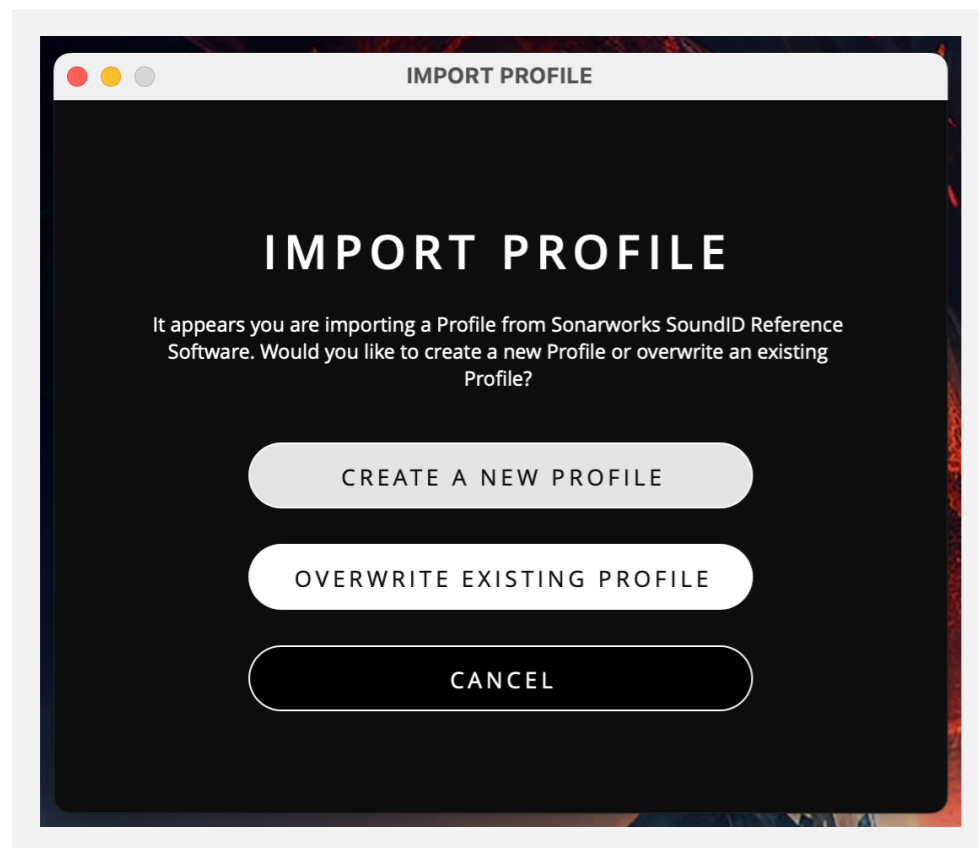 IMPORT PROFILE
IMPORT PROFILE
It appears you are importing a Profile from Sonarworks SoundID Reference
Software. Would you like to create a new Profile or overwrite an existing
Profile?
CREATE A NEW PROFILE
OVERWRITE EXISTING PROFILE
CANCEL